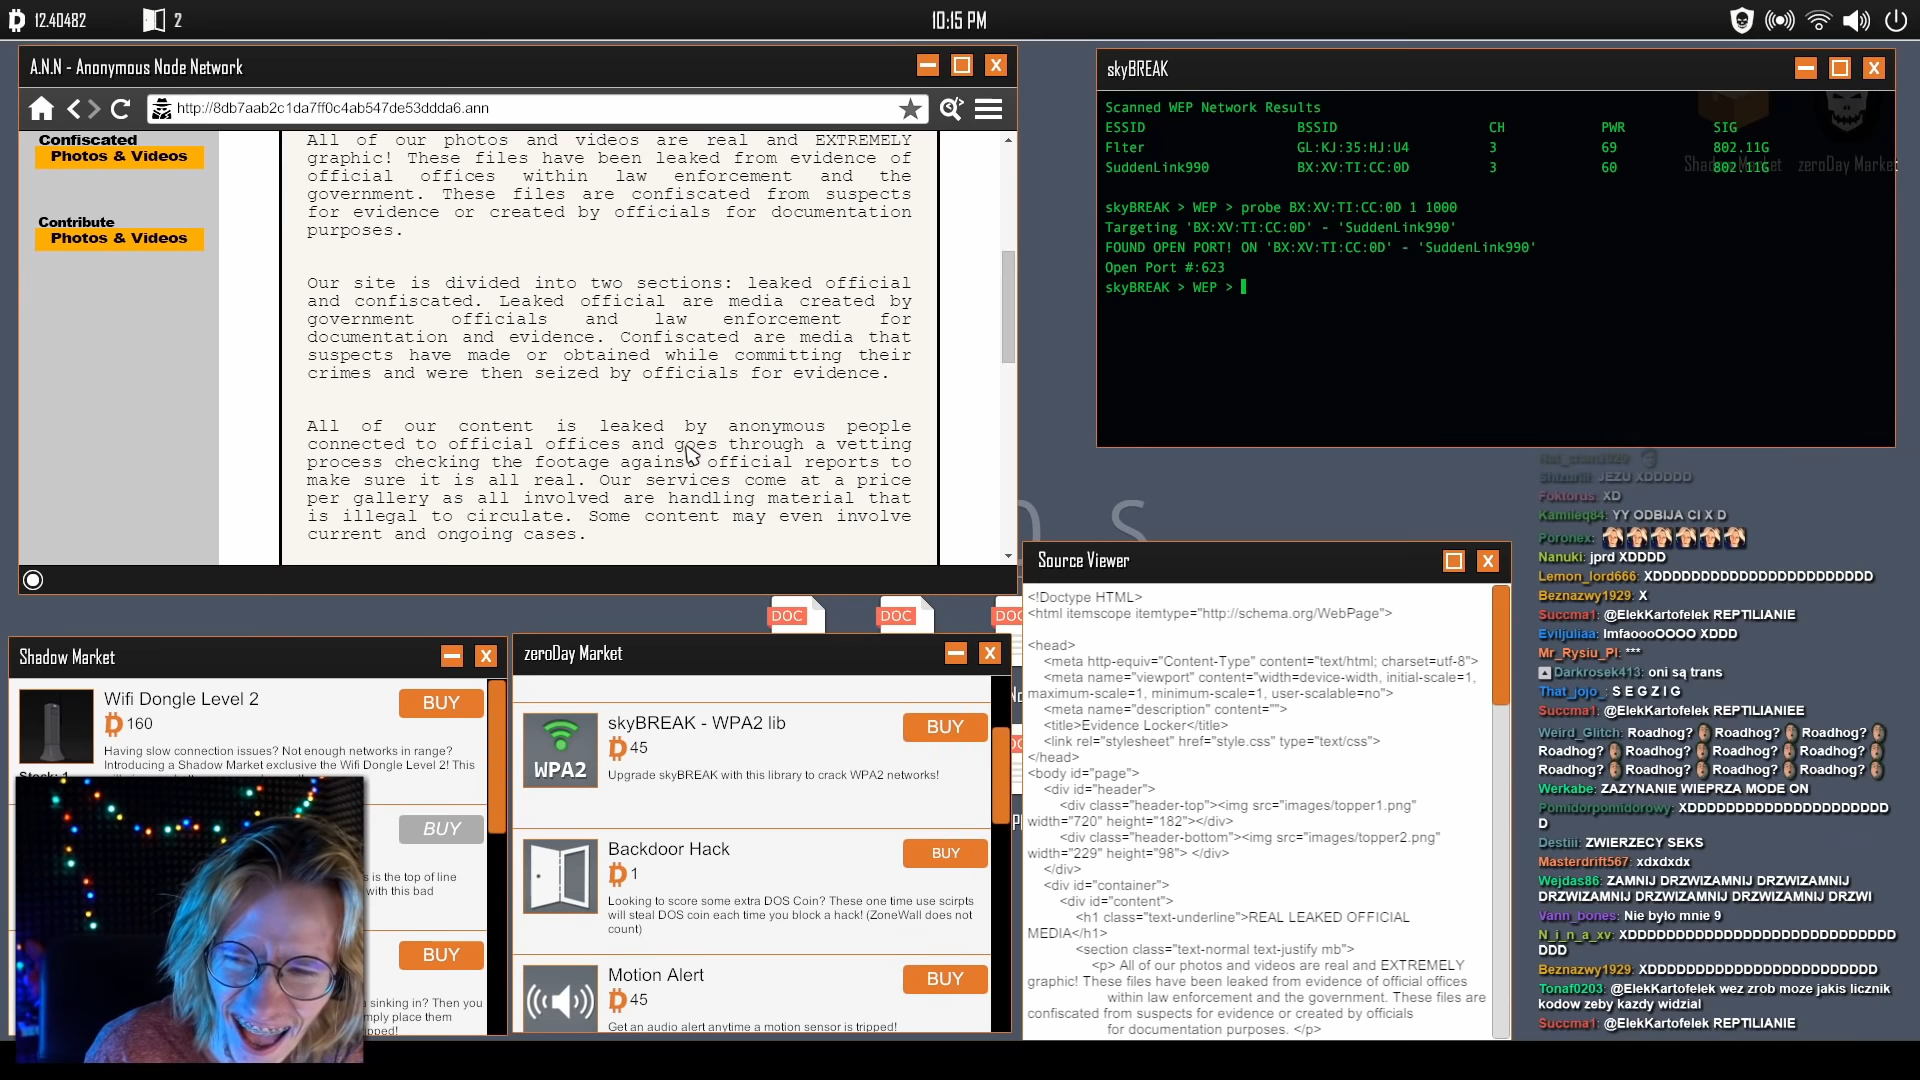 12.40482
2
10:15 PM
A.N.N - Anonymous Node Network
http://8db7aab2c1da7ff0c4ab547de53ddda6.ann
Confiscated
Photos & Videos
Contribute
Photos & Videos
All of our photos and videos are real and EXTREMELY
graphic! These files have been leaked from evidence of
official offices within law enforcement and the
government. These files are confiscated from suspects
for evidence or created by officials for documentation
purposes.
Our site is divided into two sections: leaked official
and confiscated. Leaked official are media created by
government officials and law enforcement for
documentation and evidence. Confiscated are media that
suspects have made or obtained while committing their
crimes and were then seized by officials for evidence.
All of our content is leaked by anonymous people
connected to official offices and goes through a vetting
process checking the footage against official reports to
make sure it is all real. Our services come at a price
per gallery as all involved are handling material that
is illegal to circulate. Some content may even involve
current and ongoing cases.
skyBREAK
Scanned WEP Network Results
ESSID BSSID CH PWR SIG
Flter GL:KJ:35:HJ:U4 3 69 802.11G
SuddenLink990 BX:XV:TI:CC:0D 3 60 802.11G
Shadow Market zeroDay Market
skyBREAK > WEP > probe BX:XV:TI:CC:0D 1 1000
Targeting 'BX:XV:TI:CC:0D' - 'SuddenLink990'
FOUND OPEN PORT! ON 'BX:XV:TI:CC:0D' - 'SuddenLink990'
Open Port #:623
skyBREAK > WEP >
S
DOC
DOC
DOC
Shadow Market
Wifi Dongle Level 2
BUY
160
Having slow connection issues? Not enough networks in range?
Introducing a Shadow Market exclusive the Wifi Dongle Level 2! This
BUY
s is the top of line
with this bad
BUY
a sinking in? Then you
mply place them
pped!
zeroDay Market
skyBREAK - WPA2 lib
BUY
45
WPA2
Upgrade skyBREAK with this library to crack WPA2 networks!
Backdoor Hack
BUY
1
Looking to score some extra DOS Coin? These one time use scirpts
will steal DOS coin each time you block a hack! (ZoneWall does not
count)
Motion Alert
BUY
45
Get an audio alert anytime a motion sensor is tripped!
Source Viewer
<!Doctype HTML>
<html itemscope itemtype="http://schema.org/WebPage">
<head>
<meta http-equiv="Content-Type" content="text/html; charset=utf-8">
<meta name="viewport" content="width=device-width, initial-scale=1,
maximum-scale=1, minimum-scale=1, user-scalable=no">
<meta name="description" content="">
<title>Evidence Locker</title>
<link rel="stylesheet" href="style.css" type="text/css">
</head>
<body id="page">
<div id="header">
<div class="header-top"><img src="images/topper1.png"
width="720" height="182"></div>
<div class="header-bottom"><img src="images/topper2.png"
width="229" height="98"> </div>
</div>
<div id="container">
<div id="content">
<h1 class="text-underline">REAL LEAKED OFFICIAL
MEDIA</h1>
<section class="text-normal text-justify mb">
<p> All of our photos and videos are real and EXTREMELY
graphic! These files have been leaked from evidence of official offices
within law enforcement and the government. These files are
confiscated from suspects for evidence or created by officials
for documentation purposes. </p>
JEZU XDDDDD
Foktorus: XD
Kamileq84: YY ODBIJA CI X D
Poronex:
Nanuki: jprd XDDDD
Lemon_lord666: XDDDDDDDDDDDDDDDDDDDDDDD
Beznazwy1929: X
Succma1: @ElekKartofelek REPTILIANIE
Eviljuliaa: lmfaoooOOOO XDDD
Mr_Rysiu_Pl: ***
Darkrosek413: oni są trans
That_jojo_: S E G Z I G
Succma1: @ElekKartofelek REPTILIANIEE
Weird_Glitch: Roadhog? Roadhog? Roadhog?
Roadhog? Roadhog? Roadhog? Roadhog?
Roadhog? Roadhog? Roadhog? Roadhog?
Werkabe: ZAZYNANIE WIEPRZA MODE ON
Pomidorpomidorowy: XDDDDDDDDDDDDDDDDDDDDD
D
Destiii: ZWIERZECY SEKS
Masterdrift567: xdxdxdx
Wejdas86: ZAMNIJ DRZWIZAMNIJ DRZWIZAMNIJ
DRZWIZAMNIJ DRZWIZAMNIJ DRZWIZAMNIJ DRZWI
Vann_bones: Nie było mnie 9
N_i_n_a_xv: XDDDDDDDDDDDDDDDDDDDDDDDDDDDD
DDD
Beznazwy1929: XDDDDDDDDDDDDDDDDDDDDDDD
Tonaf0203: @ElekKartofelek wez zrob moze jakis licznik
kodow zeby kazdy widzial
Succma1: @ElekKartofelek REPTILIANIE